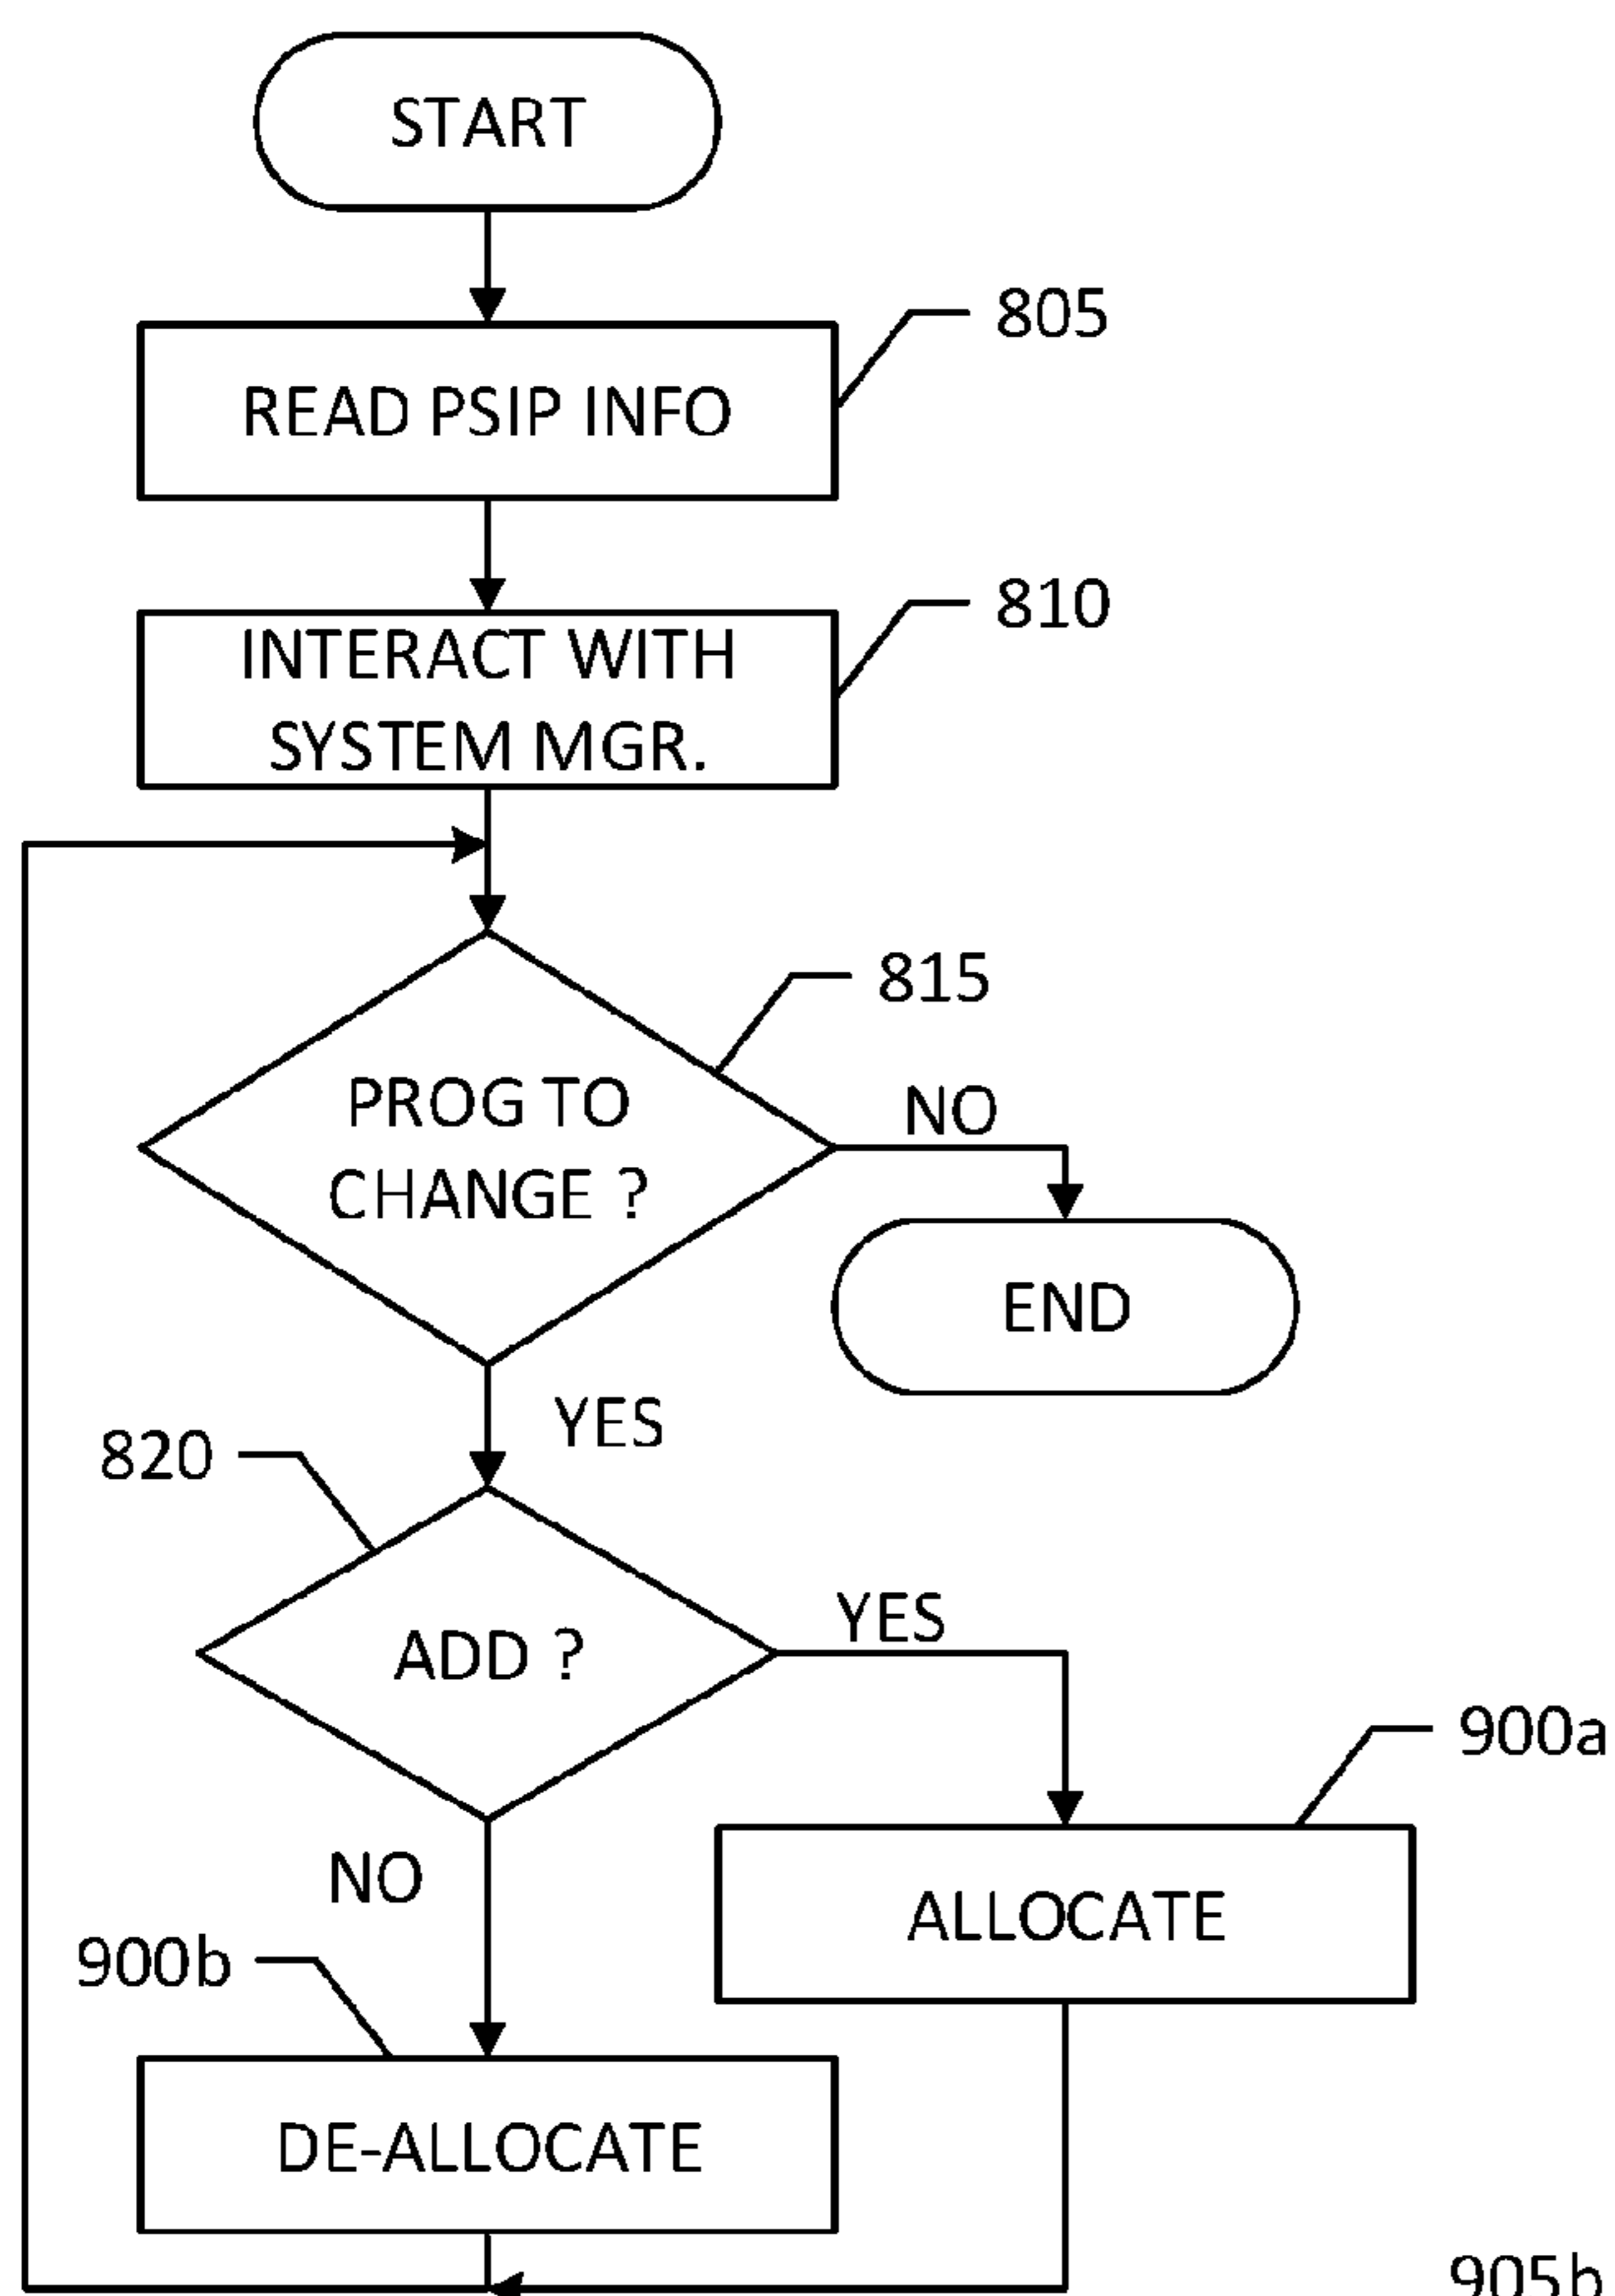 START
805
READ PSIP INFO
810
INTERACT WITH
SYSTEM MGR.
815
PROG TO
CHANGE ?
NO
END
YES
820
ADD ?
YES
900a
NO
ALLOCATE
900b
DE-ALLOCATE
905b